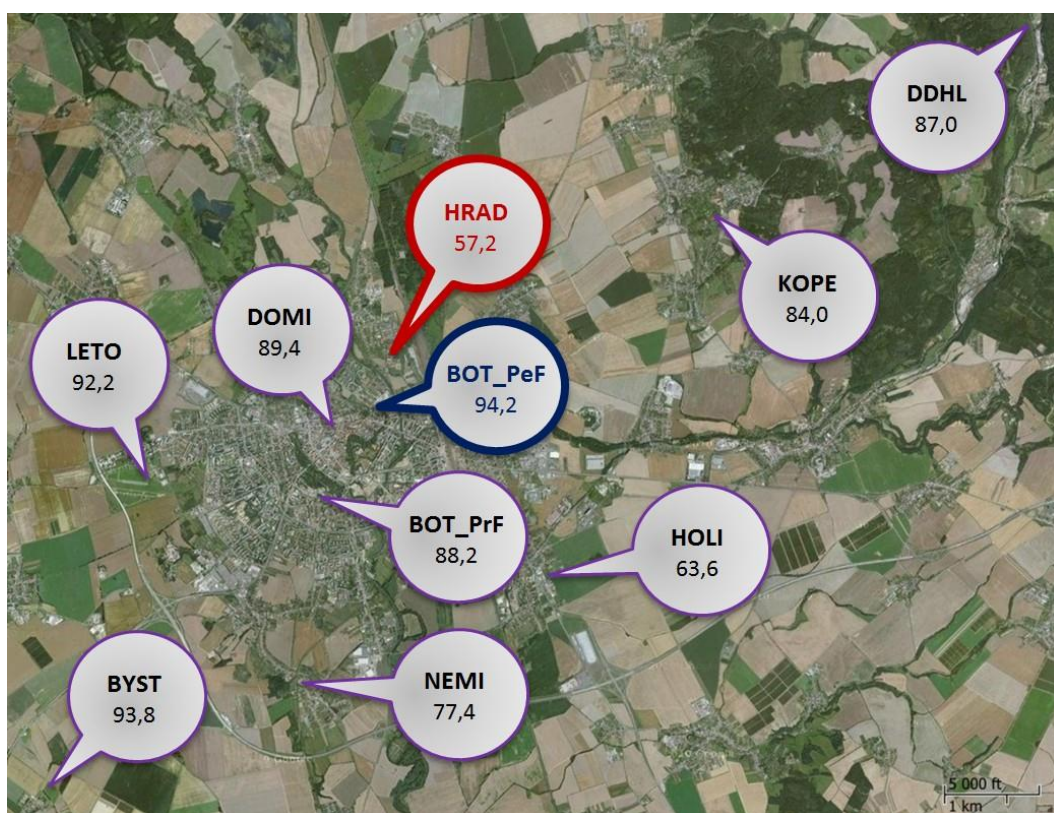 DDHL
87,0
HRAD
57,2
KOPE
84,0
DOMI
89,4
LETO
92,2
BOT_PeF
94,2
BOT_PrF
88,2
HOLI
63,6
BYST
93,8
NEMI
77,4
5 000 ft
1 km